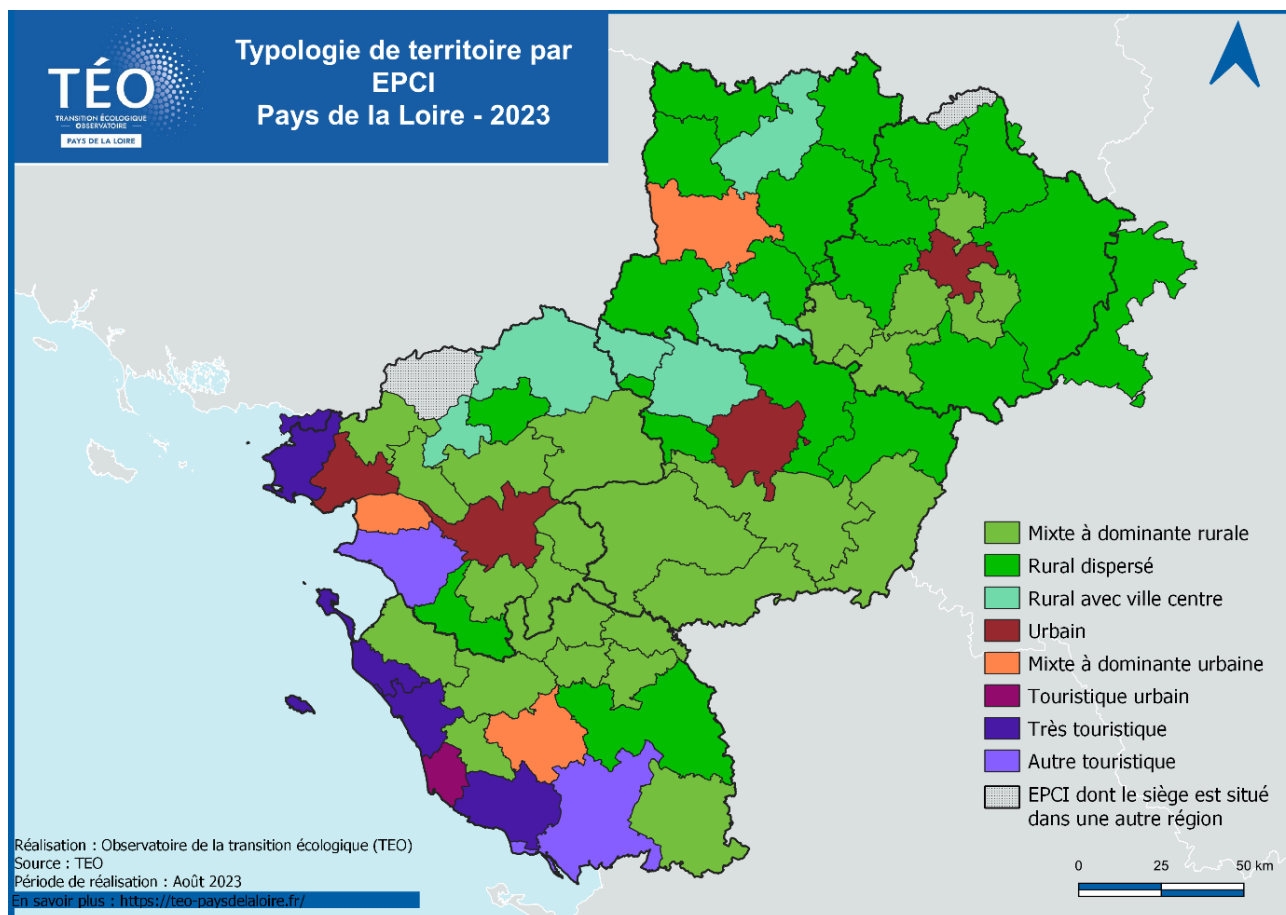 TÉO
TRANSITION ÉCOLOGIQUE
OBSERVATOIRE
PAYS DE LA LOIRE
Typologie de territoire par
EPCI
Pays de la Loire - 2023
Mixte à dominante rurale
Rural dispersé
Rural avec ville centre
Urbain
Mixte à dominante urbaine
Touristique urbain
Très touristique
Autre touristique
EPCI dont le siège est situé
dans une autre région
0 25 50 km
Réalisation : Observatoire de la transition écologique (TEO)
Source : TEO
Période de réalisation : Août 2023
En savoir plus : https://teo-paysdelaloire.fr/